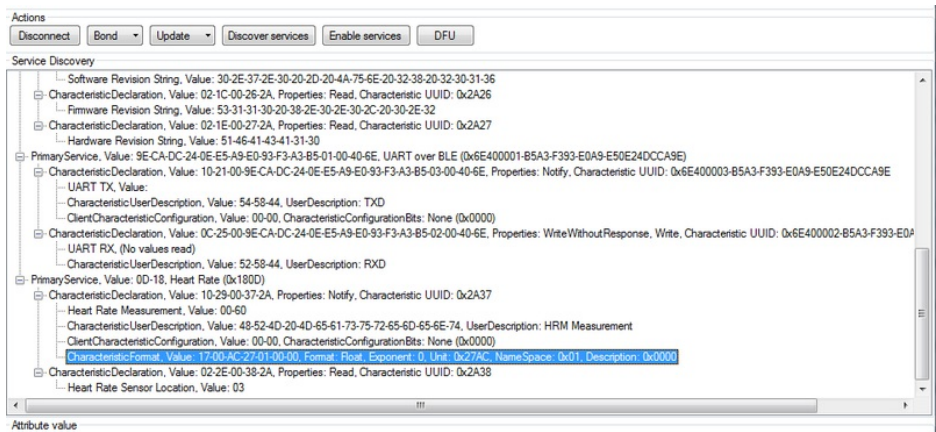 Actions
Disconnect Bond Update Discover services Enable services DFU
Service Discovery
Software Revision String, Value: 30-2E-37-2E-30-20-2D-20-4A-75-6E-20-32-38-20-32-30-31-36
CharacteristicDeclaration, Value: 02-1C-00-26-2A, Properties: Read, Characteristic UUID: 0x2A26
Firmware Revision String, Value: 53-31-31-30-20-38-2E-30-2E-30-2C-20-30-2E-32
CharacteristicDeclaration, Value: 02-1E-00-27-2A, Properties: Read, Characteristic UUID: 0x2A27
Hardware Revision String, Value: 51-46-41-43-41-31-30
PrimaryService, Value: 9E-CA-DC-24-0E-E5-A9-E0-93-F3-A3-B5-01-00-40-6E, UART over BLE (0x6E400001-B5A3-F393-E0A9-E50E24DCCA9E)
CharacteristicDeclaration, Value: 10-21-00-9E-CA-DC-24-0E-E5-A9-E0-93-F3-A3-B5-03-00-40-6E, Properties: Notify, Characteristic UUID: 0x6E400003-B5A3-F393-E0A9-E50E24DCCA9E
UART TX, Value:
CharacteristicUserDescription, Value: 54-58-44, UserDescription: TXD
ClientCharacteristicConfiguration, Value: 00-00, CharacteristicConfigurationBits: None (0x0000)
CharacteristicDeclaration, Value: 0C-25-00-9E-CA-DC-24-0E-E5-A9-E0-93-F3-A3-B5-02-00-40-6E, Properties: WriteWithoutResponse, Write, Characteristic UUID: 0x6E400002-B5A3-F393-E0A
UART RX, (No values read)
CharacteristicUserDescription, Value: 52-58-44, UserDescription: RXD
PrimaryService, Value: 0D-18, Heart Rate (0x180D)
CharacteristicDeclaration, Value: 10-29-00-37-2A, Properties: Notify, Characteristic UUID: 0x2A37
Heart Rate Measurement, Value: 00-60
CharacteristicUserDescription, Value: 48-52-4D-20-4D-65-61-73-75-72-65-6D-65-6E-74, UserDescription: HRM Measurement
ClientCharacteristicConfiguration, Value: 00-00, CharacteristicConfigurationBits: None (0x0000)
CharacteristicFormat, Value: 17-00-AC-27-01-00-00, Format: Float, Exponent: 0, Unit: 0x27AC, NameSpace: 0x01, Description: 0x0000
CharacteristicDeclaration, Value: 02-2E-00-38-2A, Properties: Read, Characteristic UUID: 0x2A38
Heart Rate Sensor Location, Value: 03
Attribute value